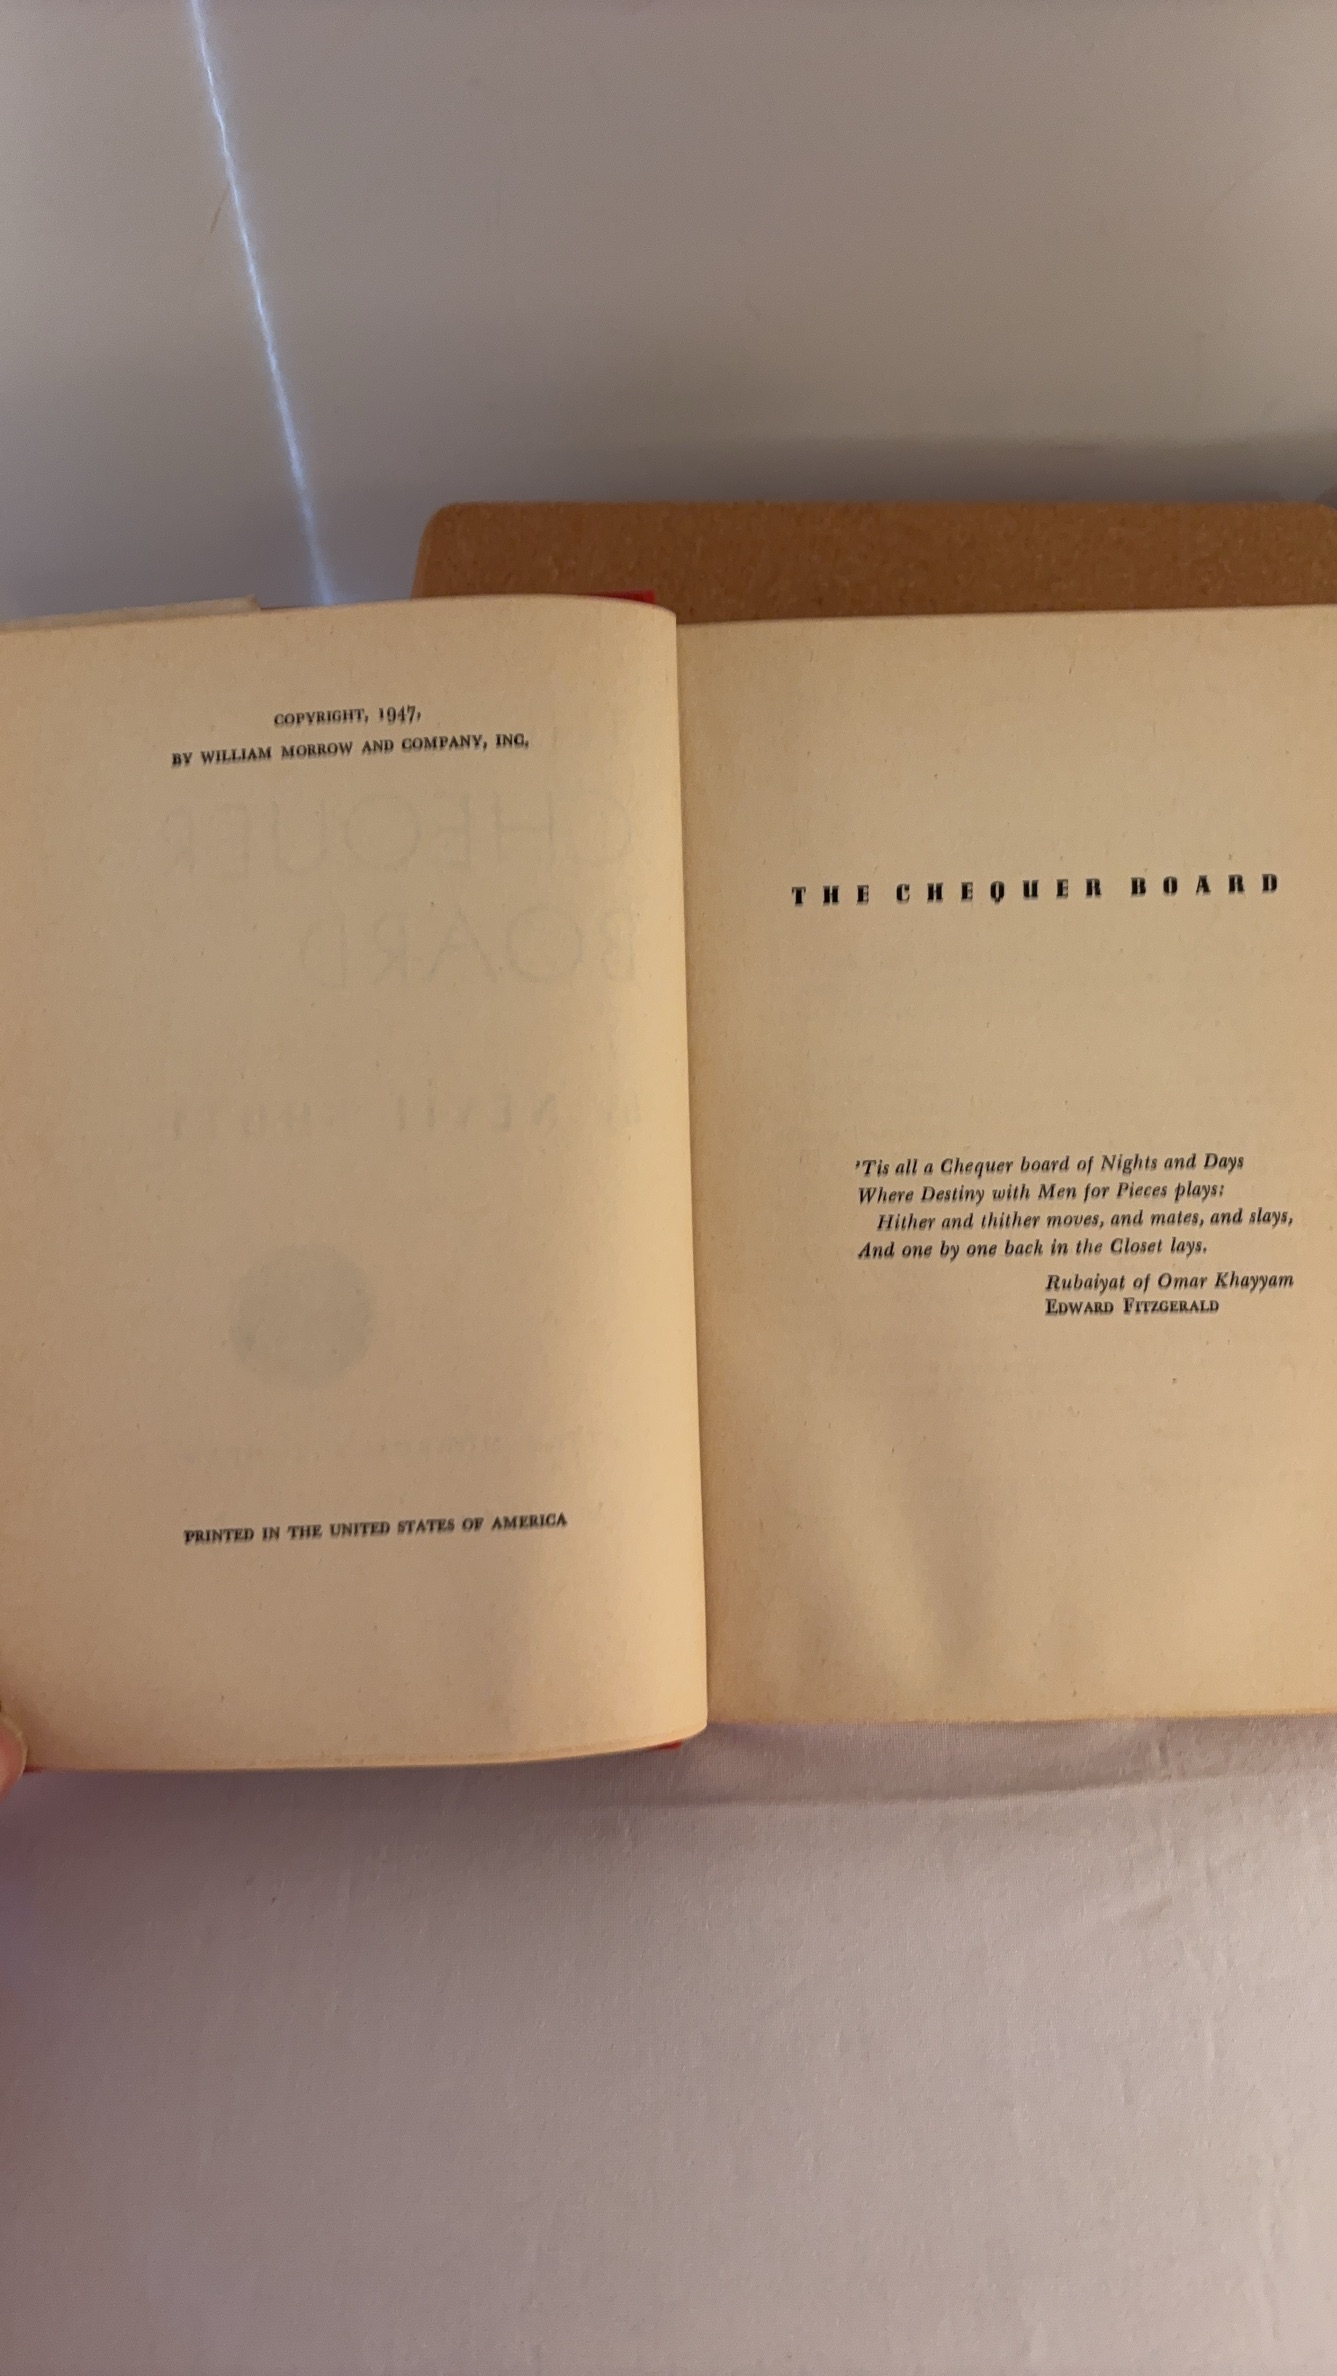 COPYRIGHT, 1947,
BY WILLIAM MORROW AND COMPANY, INC.
PRINTED IN THE UNITED STATES OF AMERICA
THE CHEQUER BOARD
'Tis all a Chequer board of Nights and Days
Where Destiny with Men for Pieces plays:
Hither and thither moves, and mates, and slays,
And one by one back in the Closet lays.
Rubaiyat of Omar Khayyam
EDWARD FITZGERALD